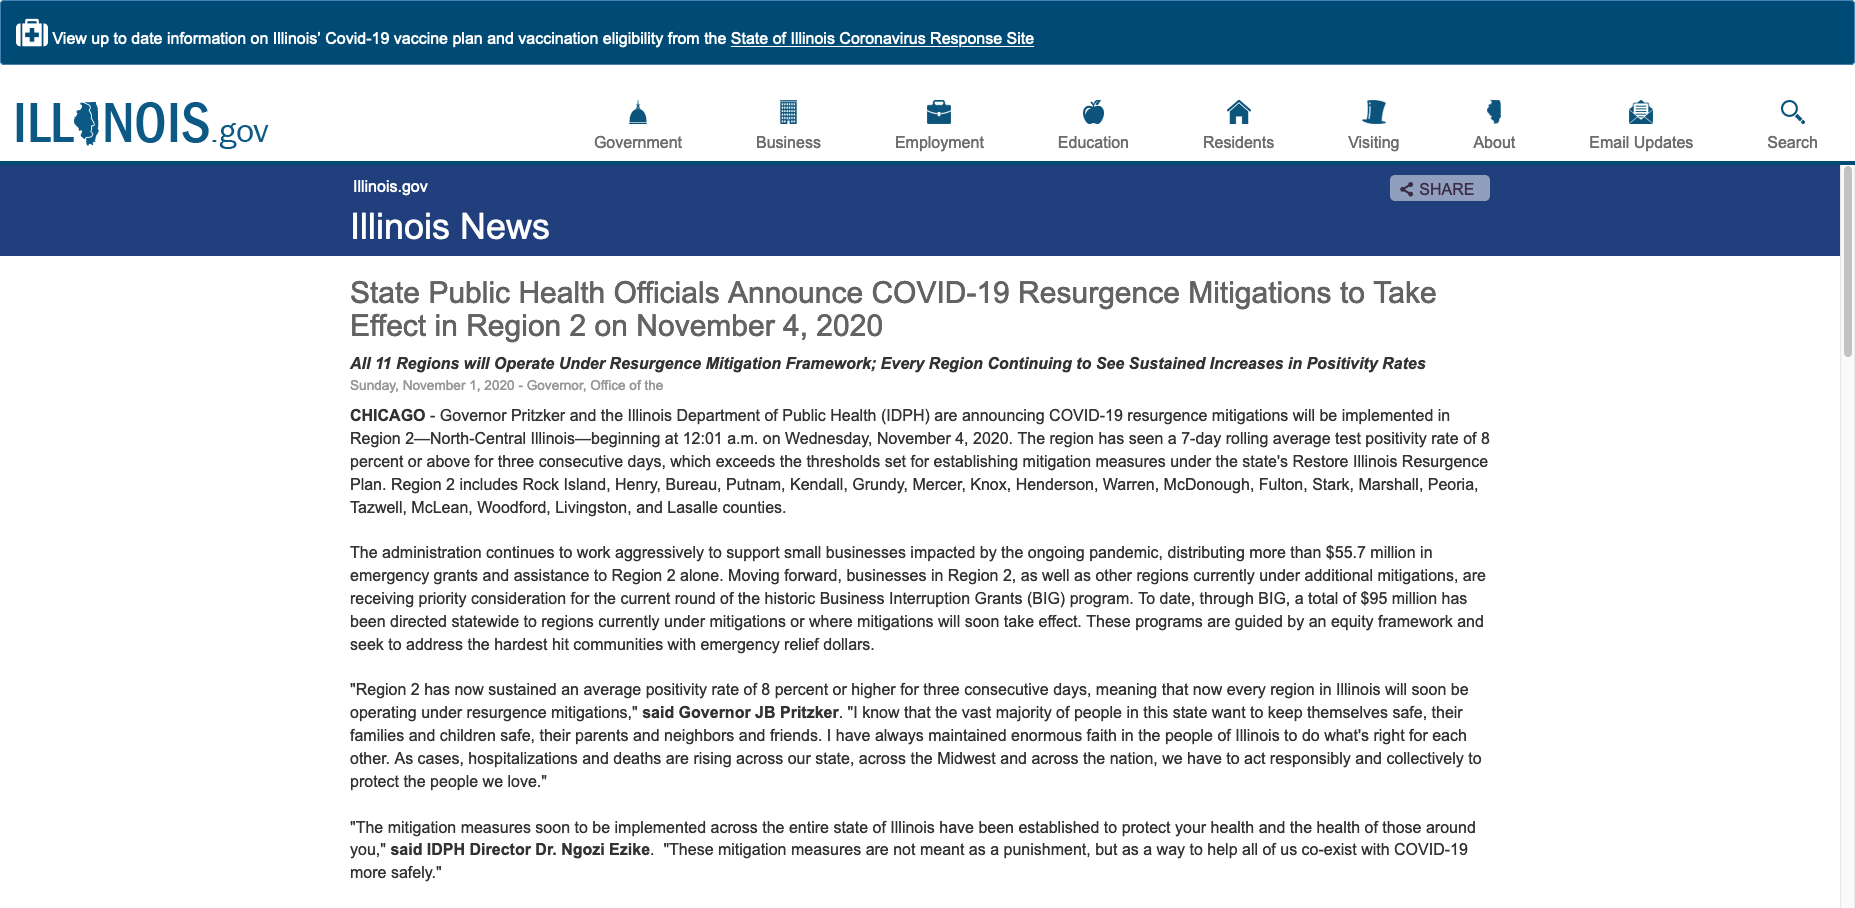 View up to date information on Illinois' Covid-19 vaccine plan and vaccination eligibility from the State of Illinois Coronavirus Response Site
ILLINOIS.gov
Government Business Employment Education Residents Visiting About Email Updates Search
Illinois.gov
SHARE
Illinois News
State Public Health Officials Announce COVID-19 Resurgence Mitigations to Take
Effect in Region 2 on November 4, 2020
All 11 Regions will Operate Under Resurgence Mitigation Framework; Every Region Continuing to See Sustained Increases in Positivity Rates
Sunday, November 1, 2020 - Governor, Office of the
CHICAGO - Governor Pritzker and the Illinois Department of Public Health (IDPH) are announcing COVID-19 resurgence mitigations will be implemented in
Region 2—North-Central Illinois—beginning at 12:01 a.m. on Wednesday, November 4, 2020. The region has seen a 7-day rolling average test positivity rate of 8
percent or above for three consecutive days, which exceeds the thresholds set for establishing mitigation measures under the state's Restore Illinois Resurgence
Plan. Region 2 includes Rock Island, Henry, Bureau, Putnam, Kendall, Grundy, Mercer, Knox, Henderson, Warren, McDonough, Fulton, Stark, Marshall, Peoria,
Tazwell, McLean, Woodford, Livingston, and Lasalle counties.
The administration continues to work aggressively to support small businesses impacted by the ongoing pandemic, distributing more than $55.7 million in
emergency grants and assistance to Region 2 alone. Moving forward, businesses in Region 2, as well as other regions currently under additional mitigations, are
receiving priority consideration for the current round of the historic Business Interruption Grants (BIG) program. To date, through BIG, a total of $95 million has
been directed statewide to regions currently under mitigations or where mitigations will soon take effect. These programs are guided by an equity framework and
seek to address the hardest hit communities with emergency relief dollars.
"Region 2 has now sustained an average positivity rate of 8 percent or higher for three consecutive days, meaning that now every region in Illinois will soon be
operating under resurgence mitigations," said Governor JB Pritzker. "I know that the vast majority of people in this state want to keep themselves safe, their
families and children safe, their parents and neighbors and friends. I have always maintained enormous faith in the people of Illinois to do what's right for each
other. As cases, hospitalizations and deaths are rising across our state, across the Midwest and across the nation, we have to act responsibly and collectively to
protect the people we love."
"The mitigation measures soon to be implemented across the entire state of Illinois have been established to protect your health and the health of those around
you," said IDPH Director Dr. Ngozi Ezike.  "These mitigation measures are not meant as a punishment, but as a way to help all of us co-exist with COVID-19
more safely."